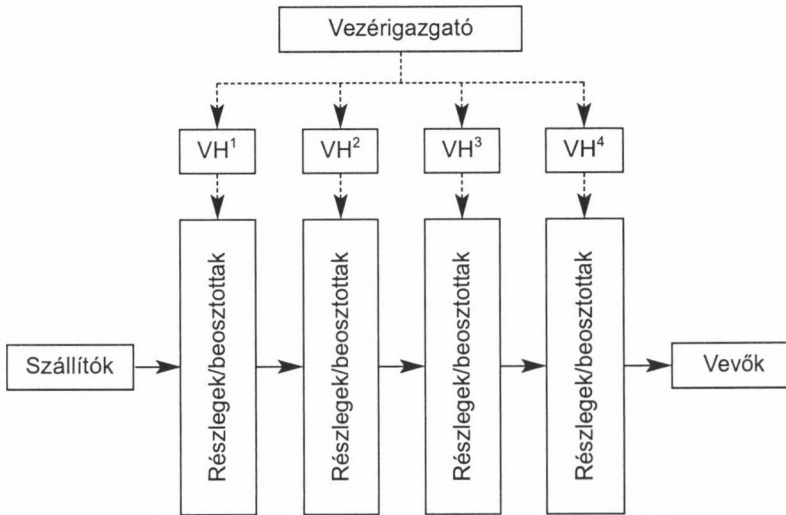 Vezérigazgató
VH¹
VH²
VH³
VH⁴
Részlegek/beosztottak
Részlegek/beosztottak
Részlegek/beosztottak
Részlegek/beosztottak
Szállítók
Vevők